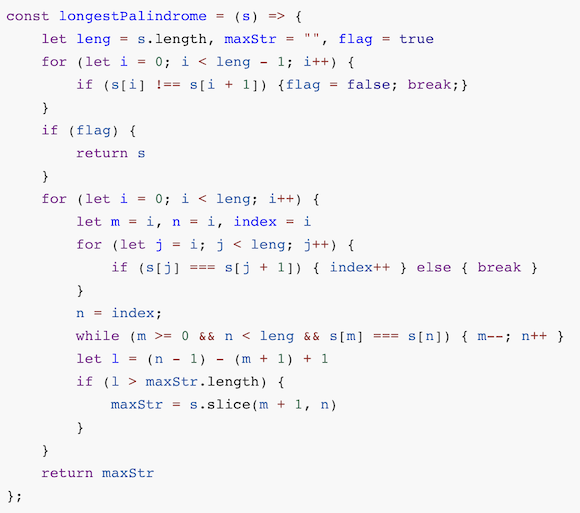 const longestPalindrome = (s) => {
    let leng = s.length, maxStr = "", flag = true
    for (let i = 0; i < leng - 1; i++) {
        if (s[i] !== s[i + 1]) {flag = false; break;}
    }
    if (flag) {
        return s
    }
    for (let i = 0; i < leng; i++) {
        let m = i, n = i, index = i
        for (let j = i; j < leng; j++) {
            if (s[j] === s[j + 1]) { index++ } else { break }
        }
        n = index;
        while (m >= 0 && n < leng && s[m] === s[n]) { m--; n++ }
        let l = (n - 1) - (m + 1) + 1
        if (l > maxStr.length) {
            maxStr = s.slice(m + 1, n)
        }
    }
    return maxStr
};